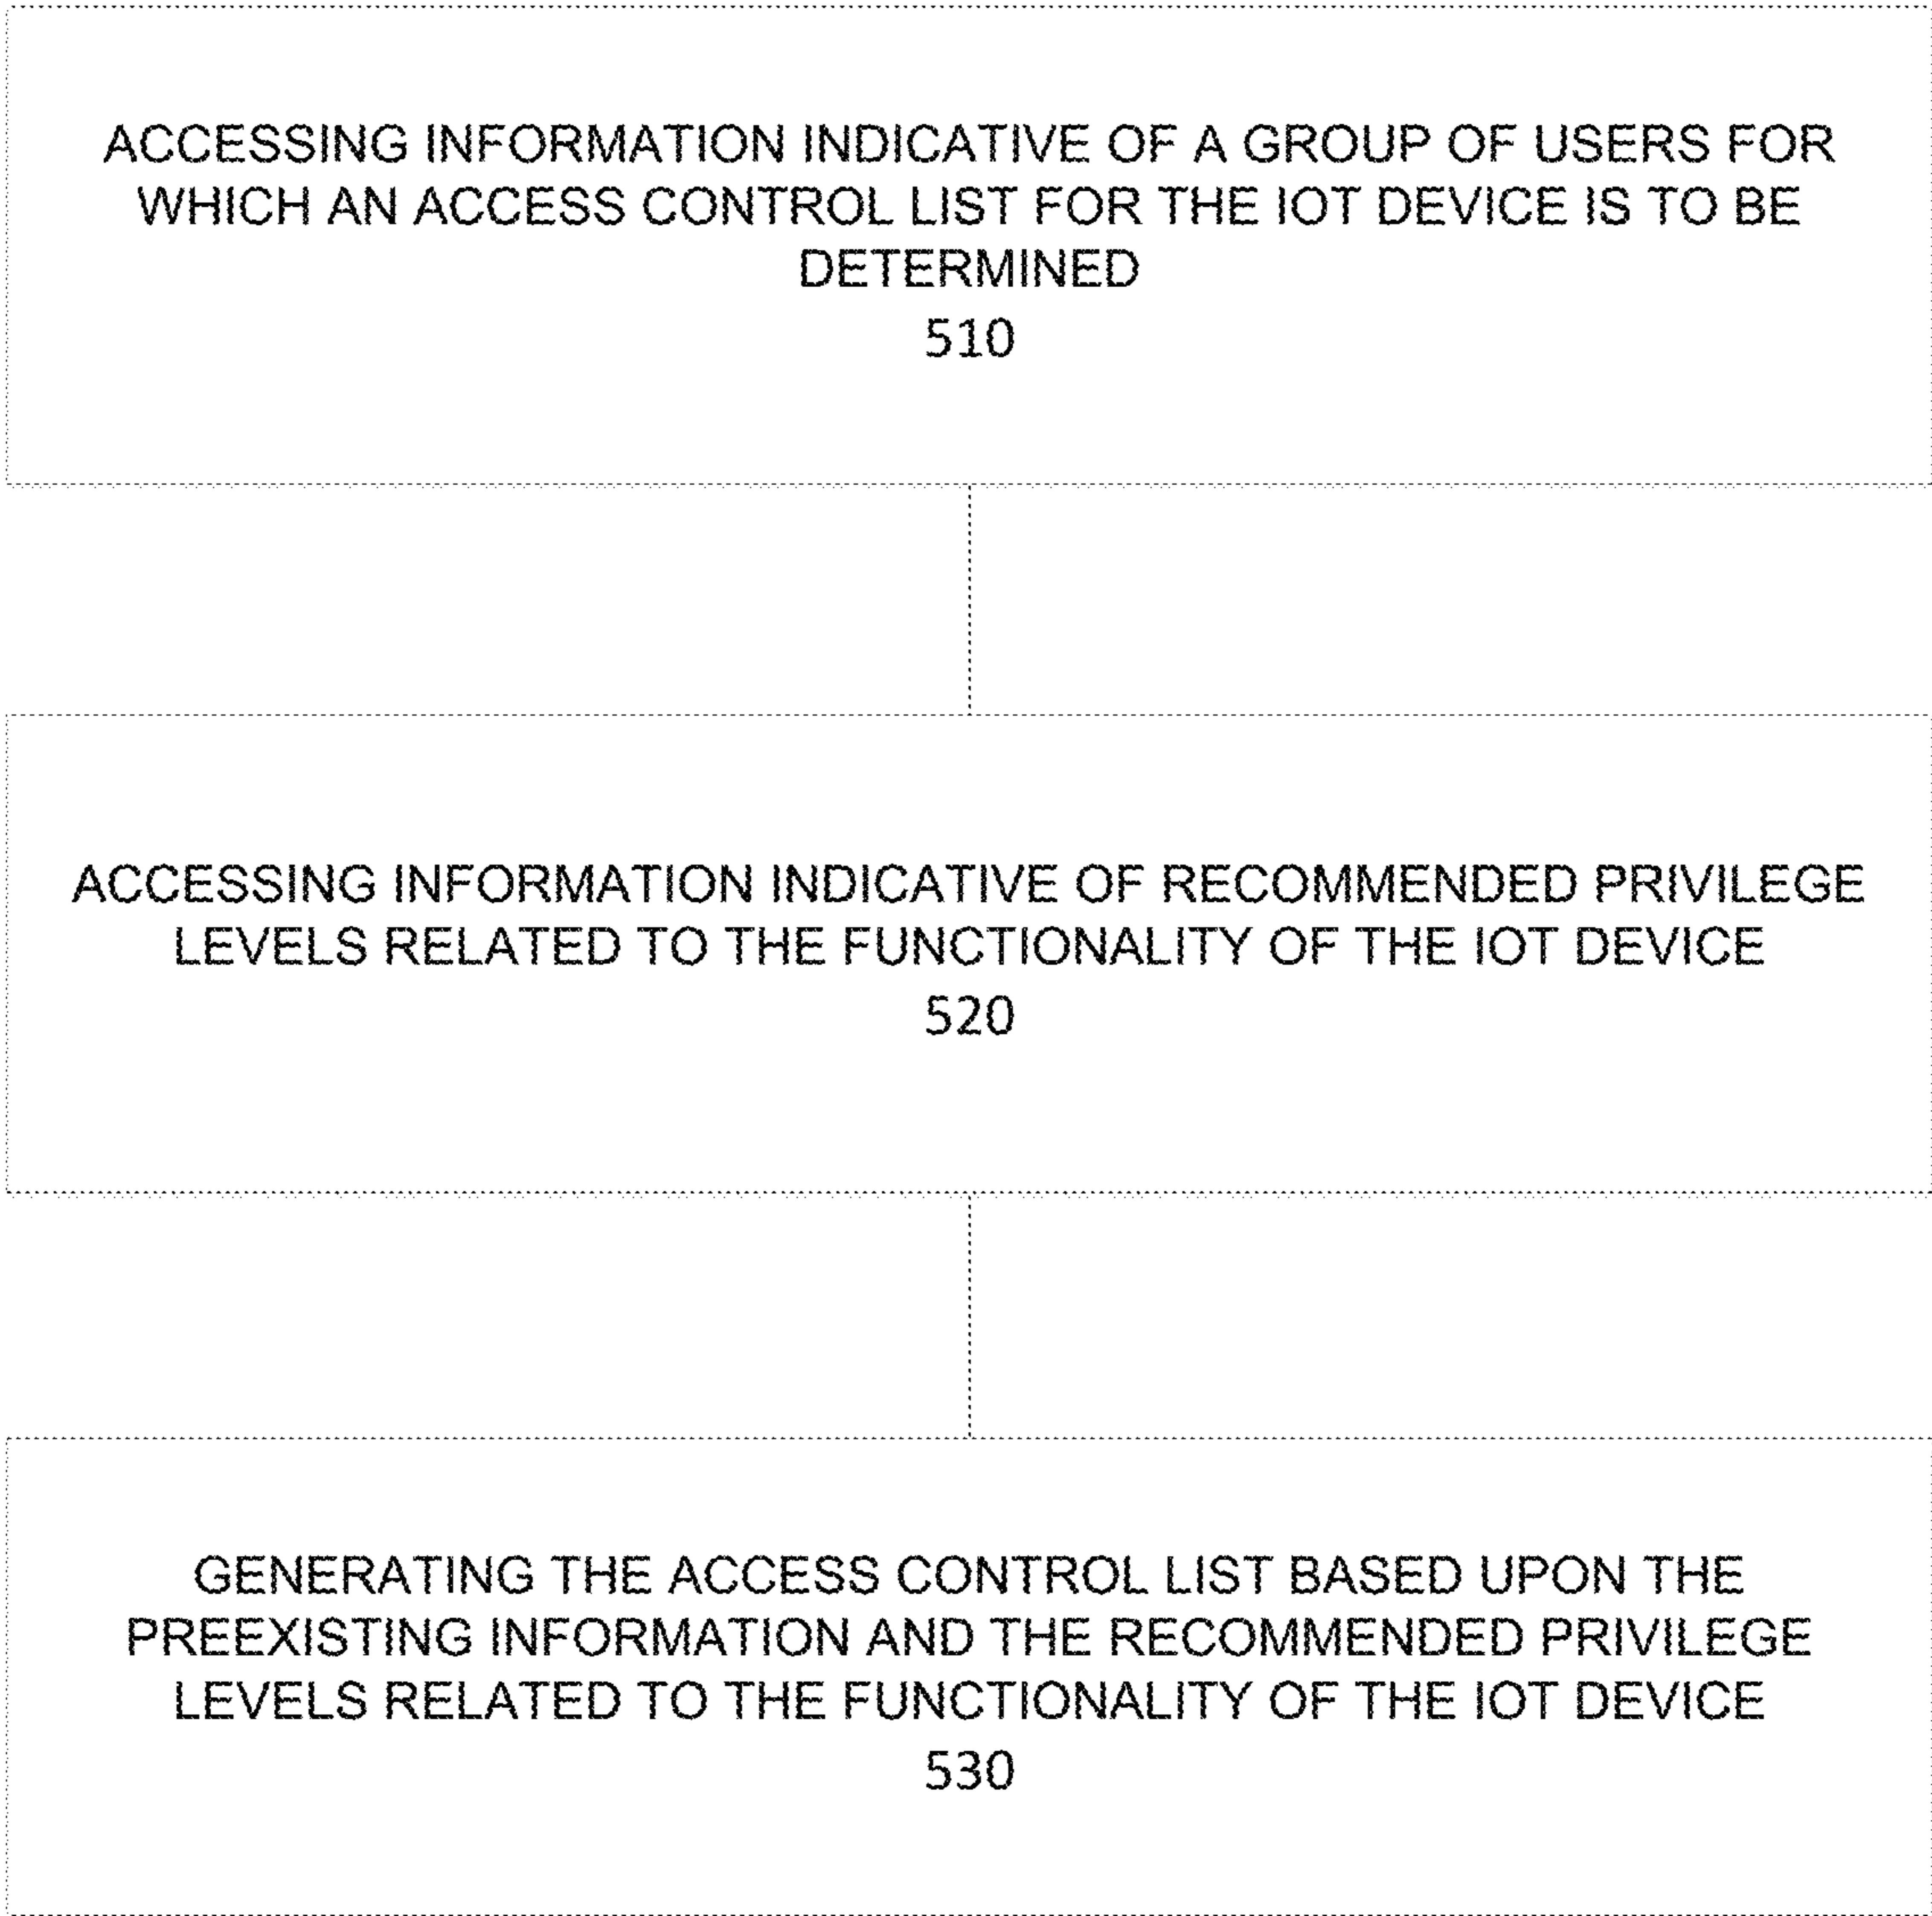 ACCESSING INFORMATION INDICATIVE OF A GROUP OF USERS FOR
WHICH AN ACCESS CONTROL LIST FOR THE IOT DEVICE IS TO BE
DETERMINED
510
ACCESSING INFORMATION INDICATIVE OF RECOMMENDED PRIVILEGE
LEVELS RELATED TO THE FUNCTIONALITY OF THE IOT DEVICE
520
GENERATING THE ACCESS CONTROL LIST BASED UPON THE
PREEXISTING INFORMATION AND THE RECOMMENDED PRIVILEGE
LEVELS RELATED TO THE FUNCTIONALITY OF THE IOT DEVICE
530